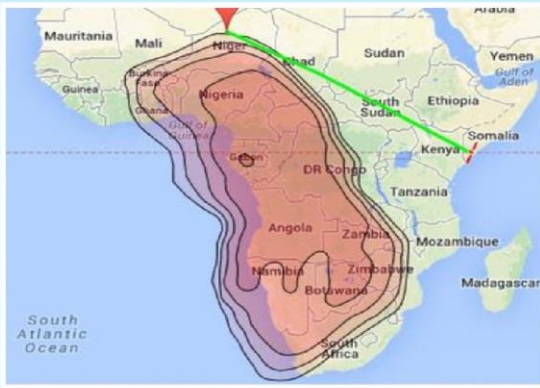 Arabia
Mauritania
Mali
Niger
Chad
Sudan
Yemen
Gulf of
Aden
Guinea
Burkina
Faso
Ghana
Nigeria
Gulf of
Guinea
South
Sudan
Ethiopia
Somalia
Gabon
Kenya
DR Congo
Tanzania
Angola
Zambia
Mozambique
Namibia
Zimbabwe
Botswana
Madagascar
South
Atlantic
Ocean
South
Africa